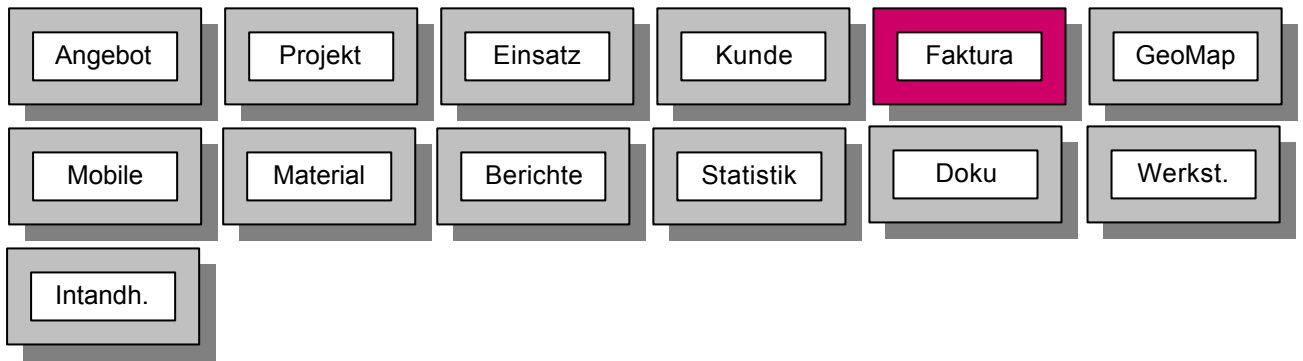 Angebot Projekt Einsatz Kunde Faktura GeoMap
Mobile Material Berichte Statistik Doku Werkst.
Intandh.